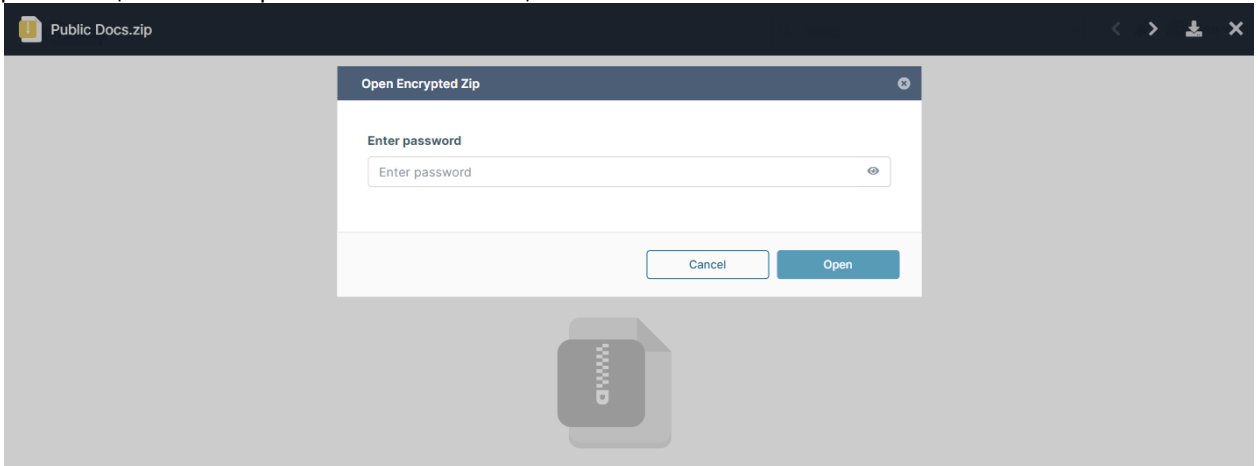 Public Docs.zip
Open Encrypted Zip
Enter password
Enter password
Cancel
Open